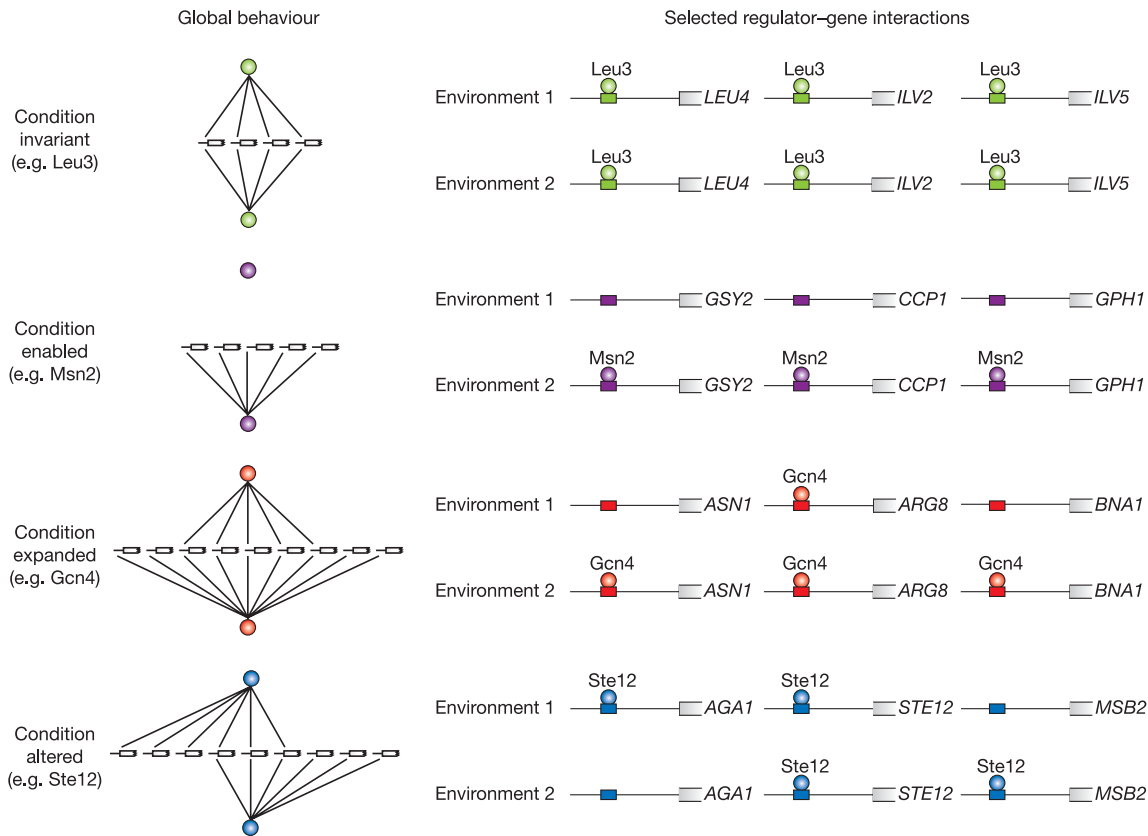 Global behaviour
Selected regulator–gene interactions
Condition
invariant
(e.g. Leu3)
Leu3 Leu3 Leu3
Environment 1 LEU4 ILV2 ILV5
Leu3 Leu3 Leu3
Environment 2 LEU4 ILV2 ILV5
Condition
enabled
(e.g. Msn2)
Environment 1 GSY2 CCP1 GPH1
Msn2 Msn2 Msn2
Environment 2 GSY2 CCP1 GPH1
Condition
expanded
(e.g. Gcn4)
Gcn4
Environment 1 ASN1 ARG8 BNA1
Gcn4 Gcn4 Gcn4
Environment 2 ASN1 ARG8 BNA1
Condition
altered
(e.g. Ste12)
Ste12 Ste12
Environment 1 AGA1 STE12 MSB2
Ste12 Ste12
Environment 2 AGA1 STE12 MSB2